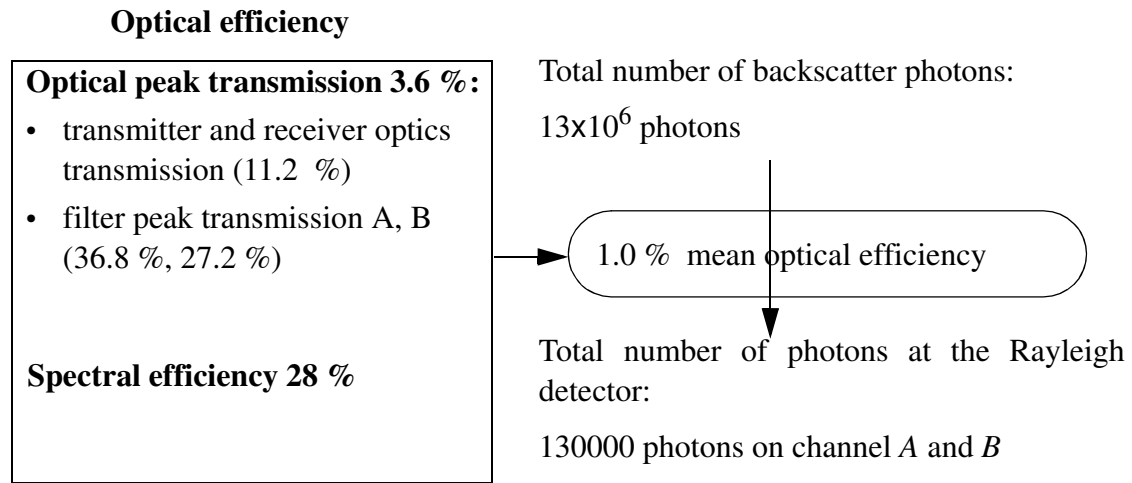 Optical efficiency
Optical peak transmission 3.6 %:
• transmitter and receiver optics
transmission (11.2 %)
• filter peak transmission A, B
(36.8 %, 27.2 %)
Spectral efficiency 28 %
Total number of backscatter photons:
13x10⁶ photons
1.0 % mean optical efficiency
Total number of photons at the Rayleigh
detector:
130000 photons on channel A and B